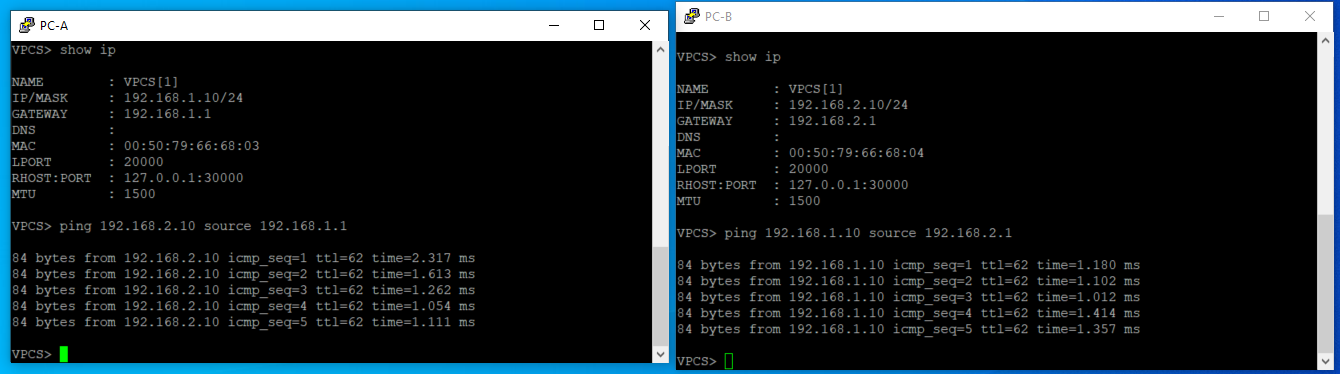 PC-A
VPCS> show ip
NAME        : VPCS[1]
IP/MASK     : 192.168.1.10/24
GATEWAY     : 192.168.1.1
DNS         :
MAC         : 00:50:79:66:68:03
LPORT       : 20000
RHOST:PORT  : 127.0.0.1:30000
MTU         : 1500
VPCS> ping 192.168.2.10 source 192.168.1.1
84 bytes from 192.168.2.10 icmp_seq=1 ttl=62 time=2.317 ms
84 bytes from 192.168.2.10 icmp_seq=2 ttl=62 time=1.613 ms
84 bytes from 192.168.2.10 icmp_seq=3 ttl=62 time=1.262 ms
84 bytes from 192.168.2.10 icmp_seq=4 ttl=62 time=1.054 ms
84 bytes from 192.168.2.10 icmp_seq=5 ttl=62 time=1.111 ms
VPCS>
PC-B
VPCS> show ip
NAME        : VPCS[1]
IP/MASK     : 192.168.2.10/24
GATEWAY     : 192.168.2.1
DNS         :
MAC         : 00:50:79:66:68:04
LPORT       : 20000
RHOST:PORT  : 127.0.0.1:30000
MTU         : 1500
VPCS> ping 192.168.1.10 source 192.168.2.1
84 bytes from 192.168.1.10 icmp_seq=1 ttl=62 time=1.180 ms
84 bytes from 192.168.1.10 icmp_seq=2 ttl=62 time=1.102 ms
84 bytes from 192.168.1.10 icmp_seq=3 ttl=62 time=1.012 ms
84 bytes from 192.168.1.10 icmp_seq=4 ttl=62 time=1.414 ms
84 bytes from 192.168.1.10 icmp_seq=5 ttl=62 time=1.357 ms
VPCS>